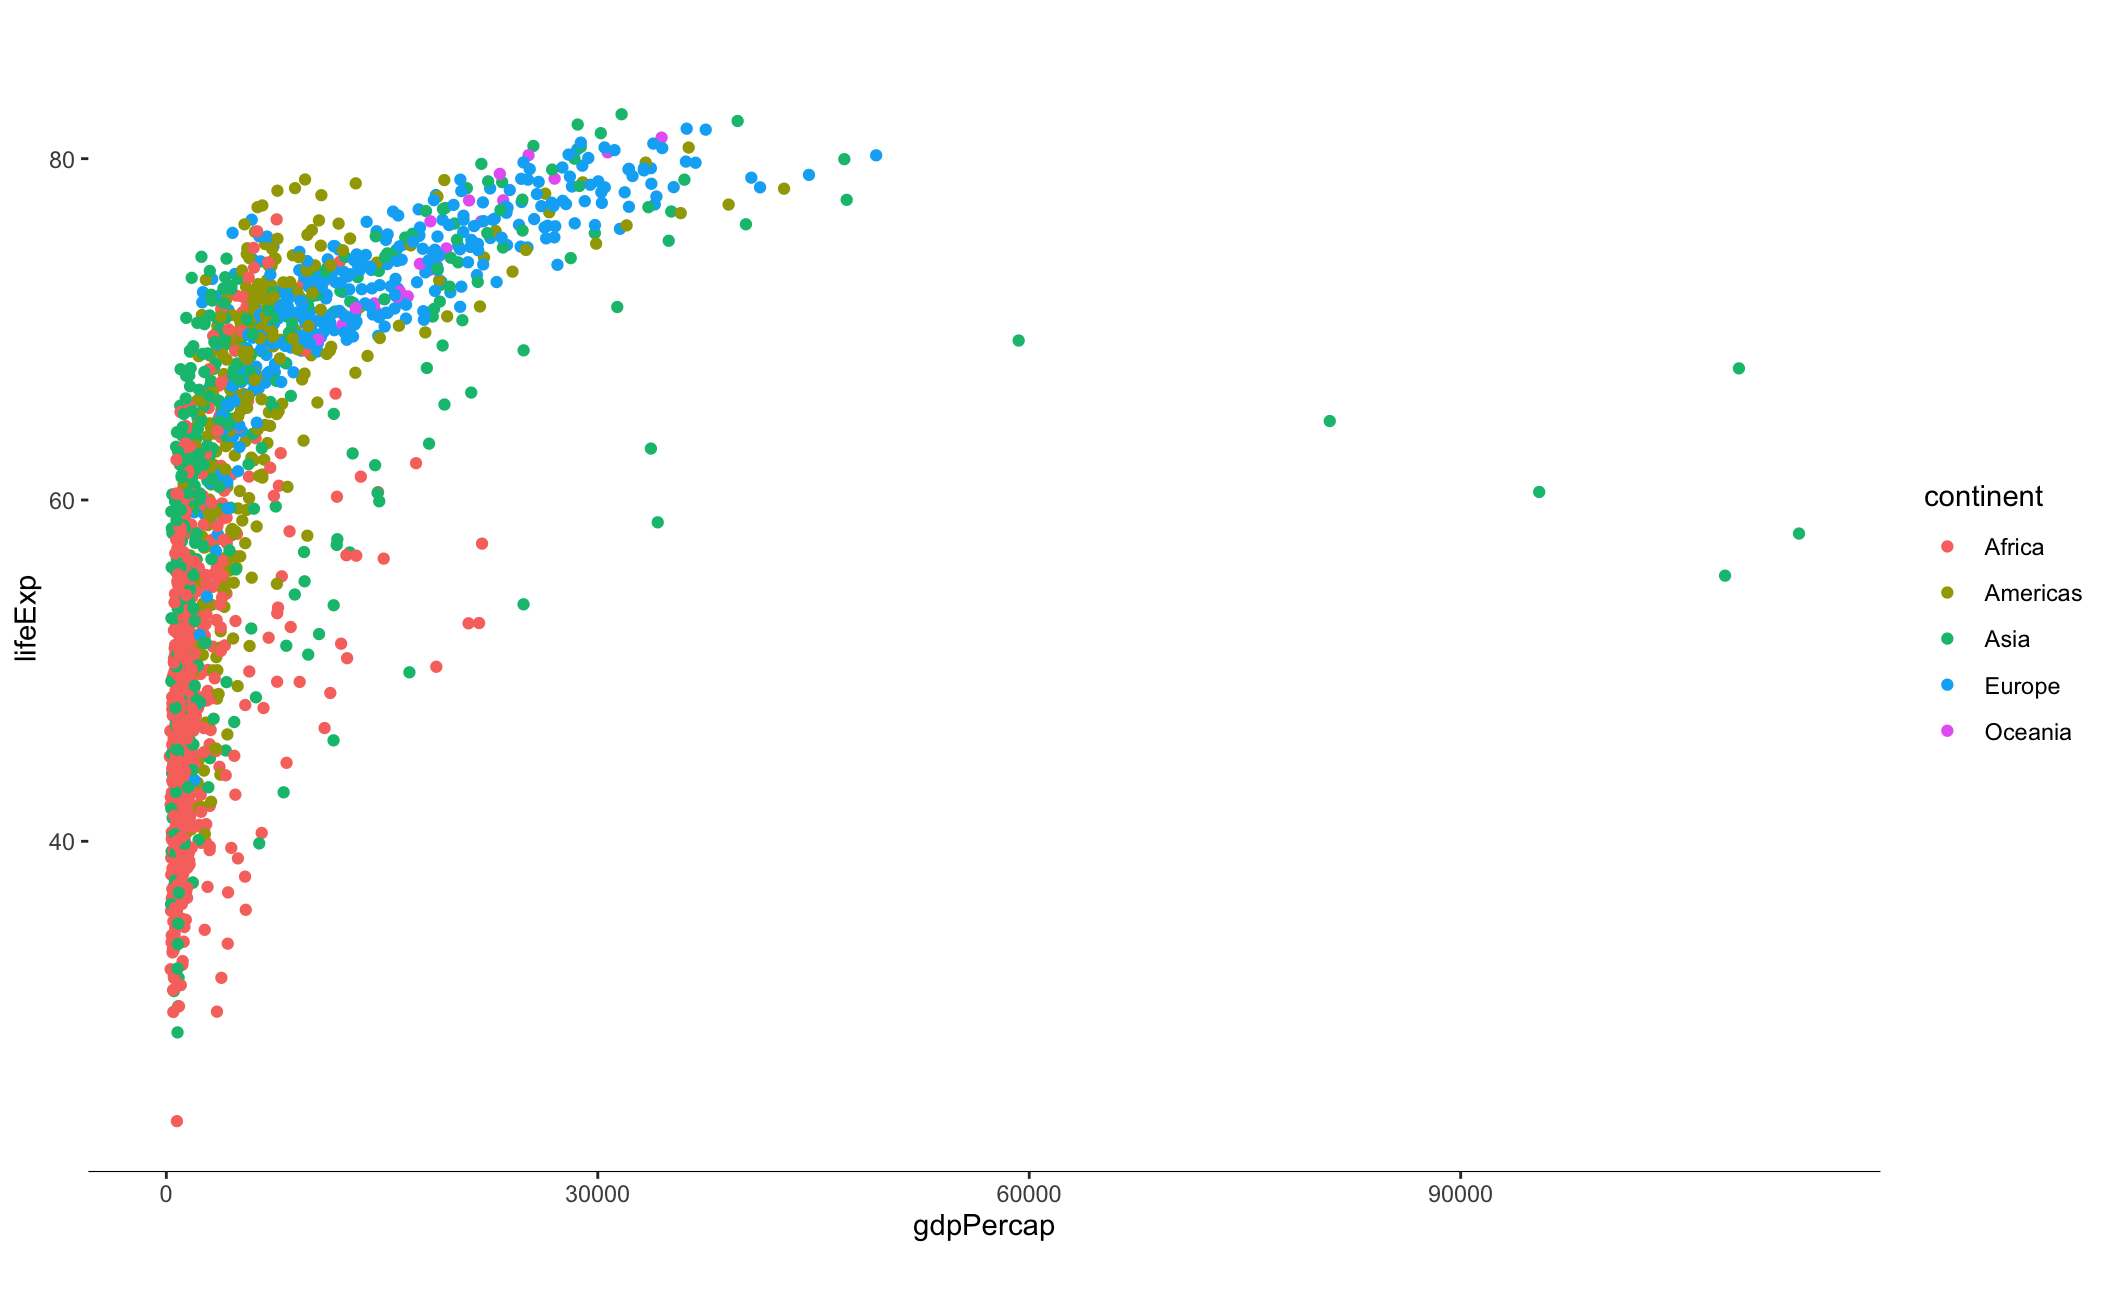 80
60
40
lifeExp
0
30000
60000
90000
gdpPercap
continent
Africa
Americas
Asia
Europe
Oceania